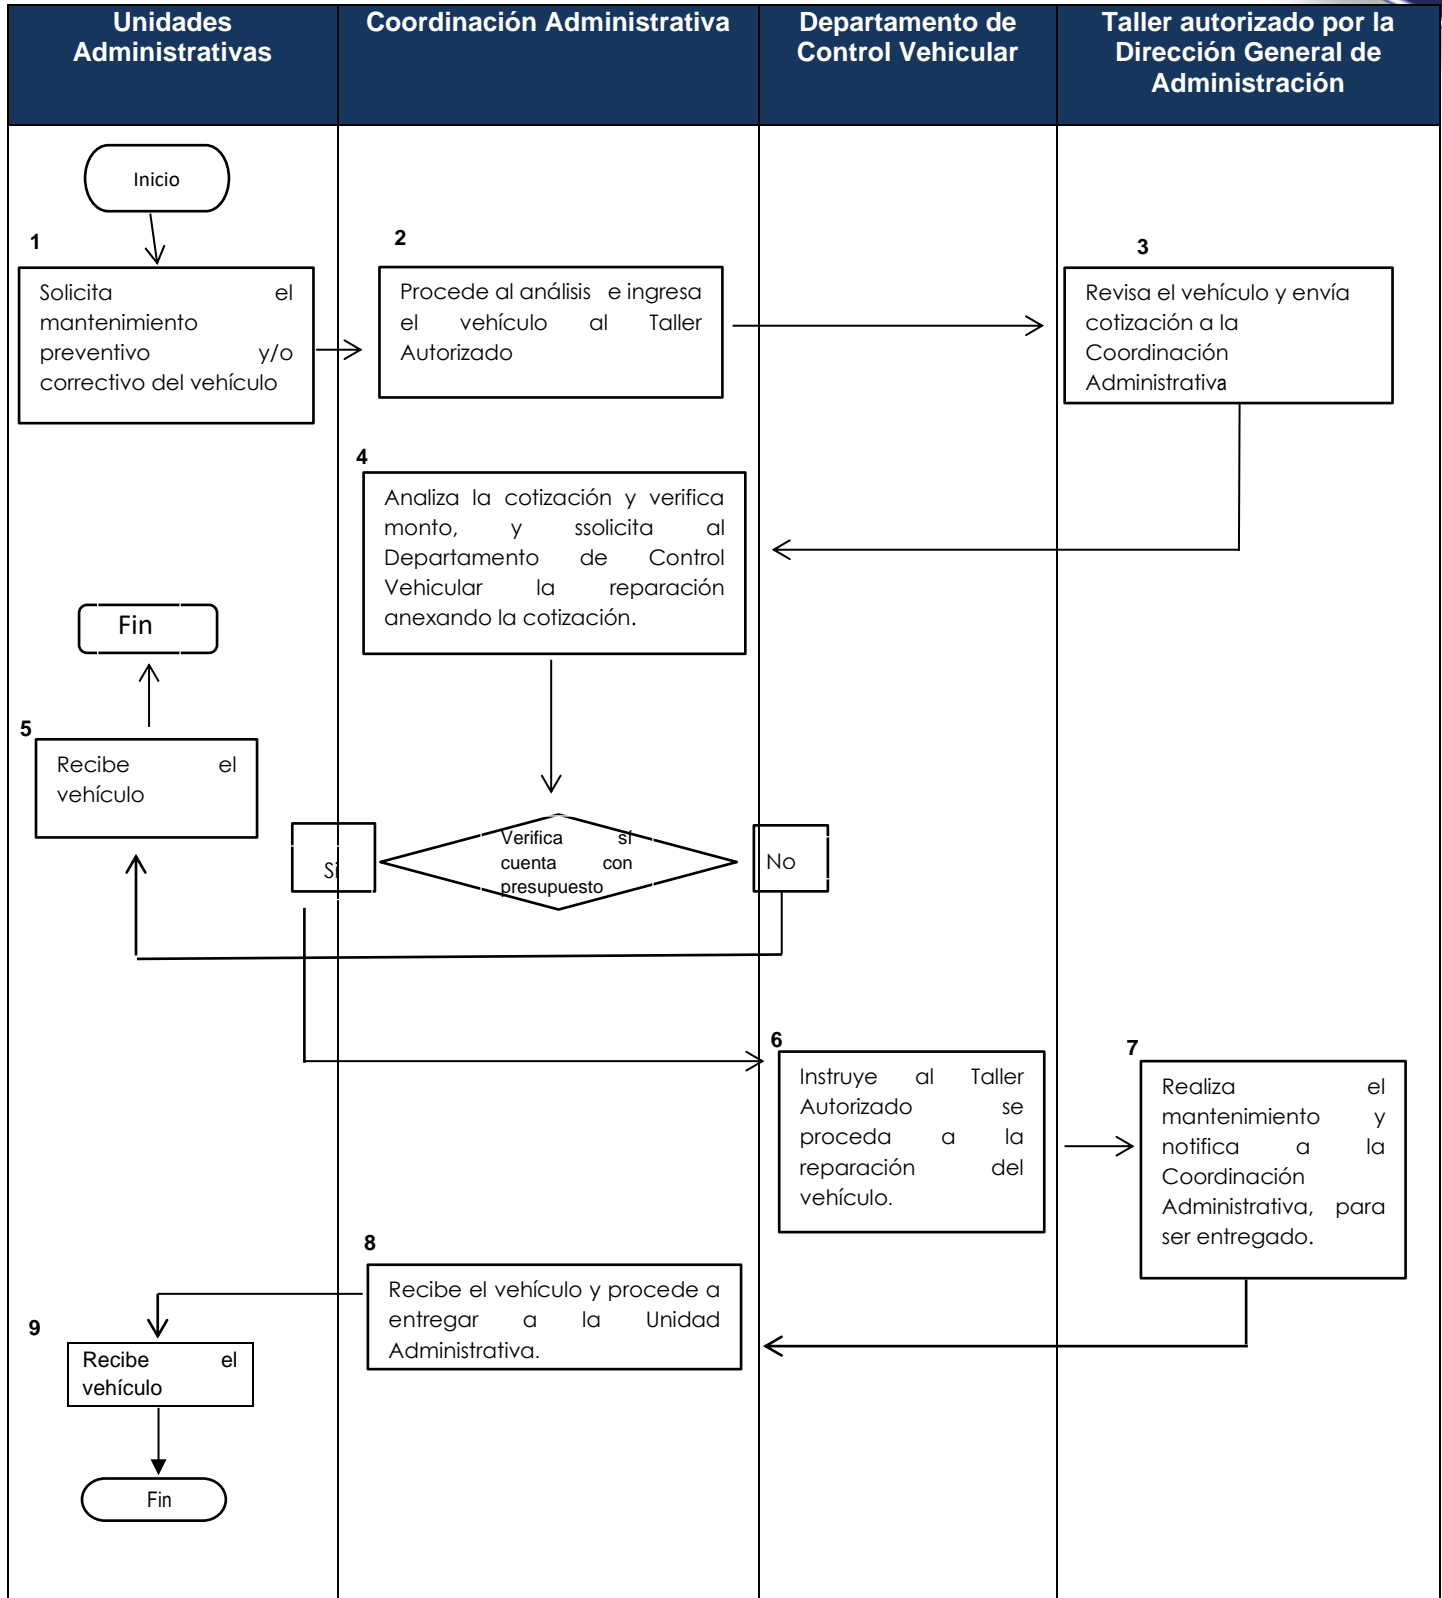 Unidades
Administrativas
Coordinación Administrativa
Departamento de
Control Vehicular
Taller autorizado por la
Dirección General de
Administración
Inicio
1
Solicita el
mantenimiento
preventivo y/o
correctivo del vehículo
2
Procede al análisis e ingresa
el vehículo al Taller
Autorizado
3
Revisa el vehículo y envía
cotización a la
Coordinación
Administrativa
4
Analiza la cotización y verifica
monto, y ssolicita al
Departamento de Control
Vehicular la reparación
anexando la cotización.
Fin
5
Recibe el
vehículo
Si
Verifica sí
cuenta con
presupuesto
No
6
Instruye al Taller
Autorizado se
proceda a la
reparación del
vehículo.
7
Realiza el
mantenimiento y
notifica a la
Coordinación
Administrativa, para
ser entregado.
8
Recibe el vehículo y procede a
entregar a la Unidad
Administrativa.
9
Recibe el
vehículo
Fin